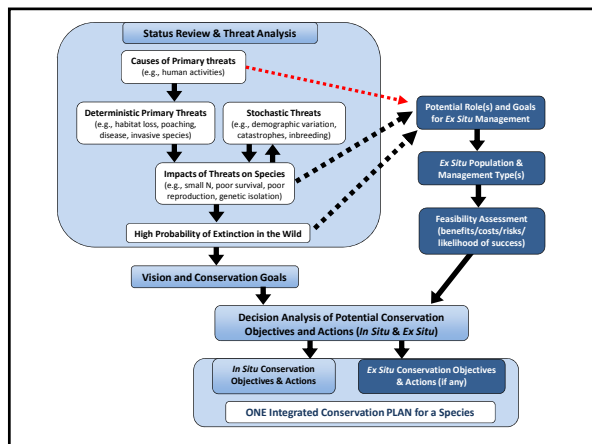 Status Review & Threat Analysis
Causes of Primary threats
(e.g., human activities)
Deterministic Primary Threats
(e.g., habitat loss, poaching,
disease, invasive species)
Stochastic Threats
(e.g., demographic variation,
catastrophes, inbreeding)
Impacts of Threats on Species
(e.g., small N, poor survival, poor
reproduction, genetic isolation)
High Probability of Extinction in the Wild
Potential Role(s) and Goals
for Ex Situ Management
Ex Situ Population &
Management Type(s)
Feasibility Assessment
(benefits/costs/risks/
likelihood of success)
Vision and Conservation Goals
Decision Analysis of Potential Conservation
Objectives and Actions (In Situ & Ex Situ)
In Situ Conservation
Objectives & Actions
Ex Situ Conservation Objectives
& Actions (if any)
ONE Integrated Conservation PLAN for a Species